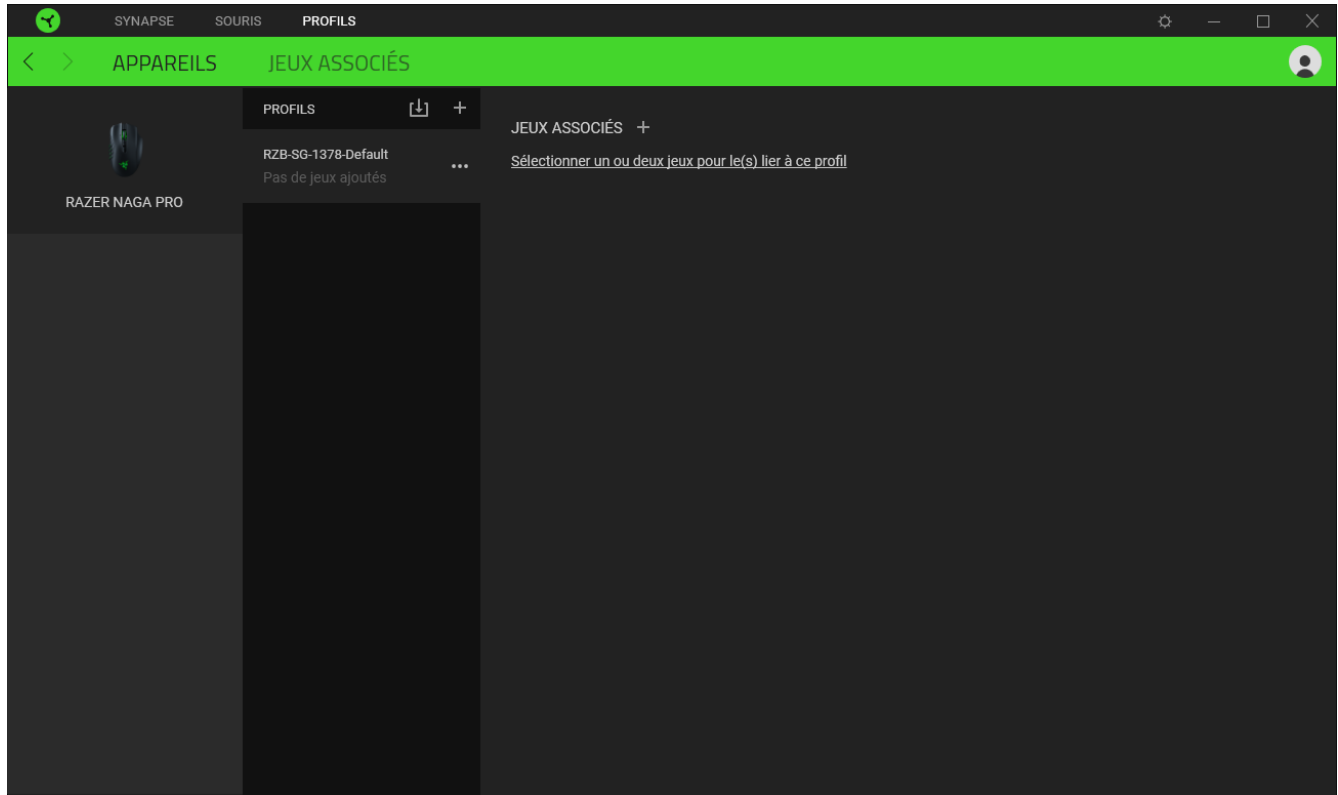 SYNAPSE SOURIS PROFILS
APPAREILS JEUX ASSOCIÉS
PROFILS
RZB-SG-1378-Default
Pas de jeux ajoutés
RAZER NAGA PRO
JEUX ASSOCIÉS
Sélectionner un ou deux jeux pour le(s) lier à ce profil